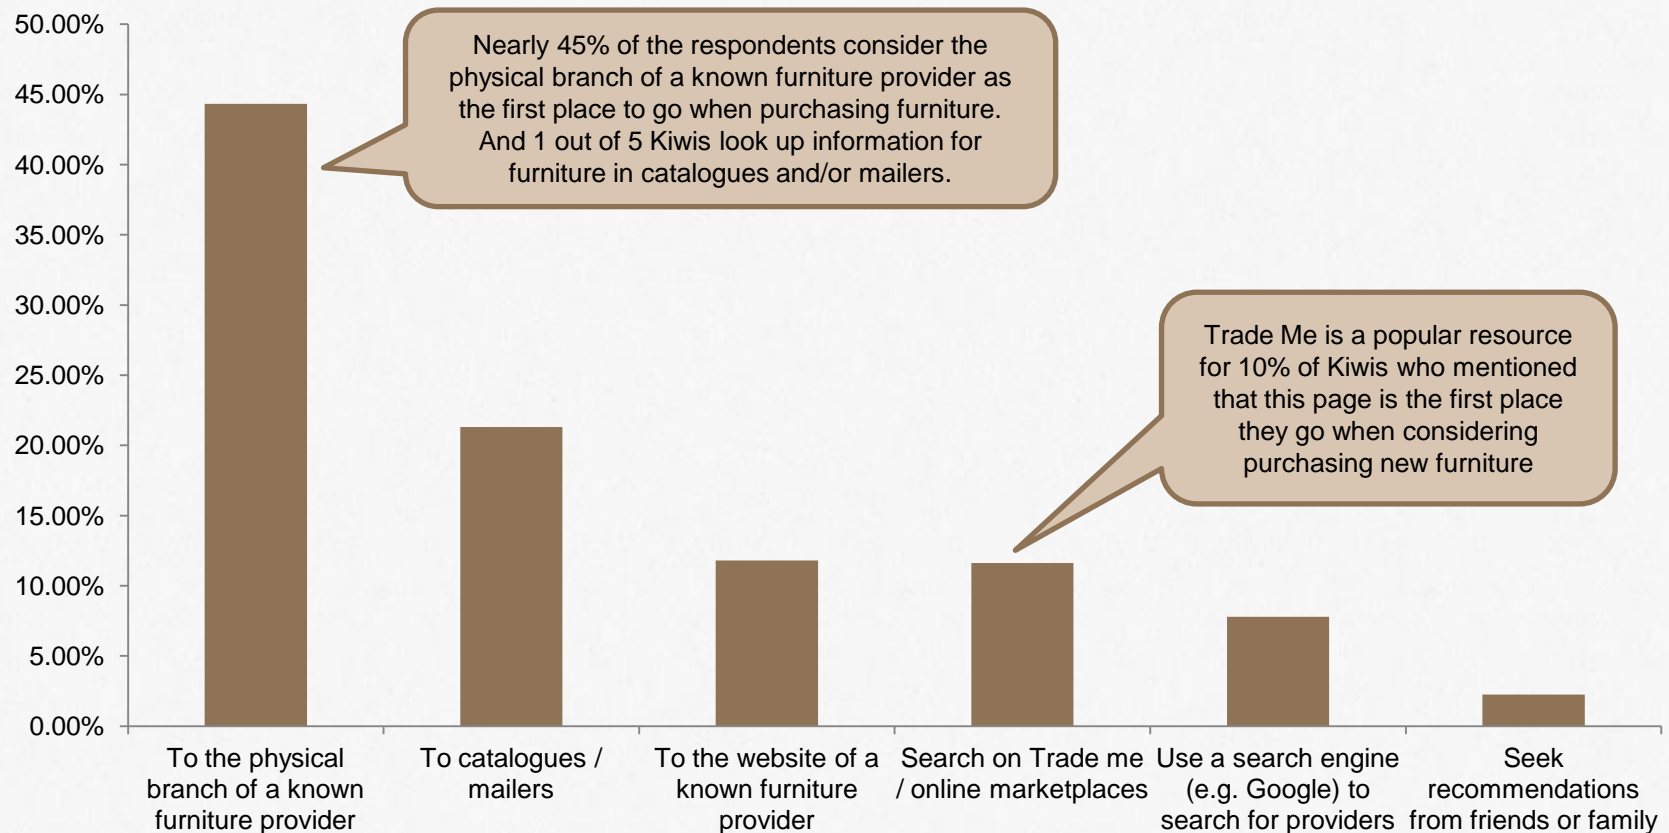 50.00%
45.00%
40.00%
35.00%
30.00%
25.00%
20.00%
15.00%
10.00%
5.00%
0.00%
Nearly 45% of the respondents consider the
physical branch of a known furniture provider as
the first place to go when purchasing furniture.
And 1 out of 5 Kiwis look up information for
furniture in catalogues and/or mailers.
Trade Me is a popular resource
for 10% of Kiwis who mentioned
that this page is the first place
they go when considering
purchasing new furniture
To the physical
branch of a known
furniture provider
To catalogues /
mailers
To the website of a
known furniture
provider
Search on Trade me
/ online marketplaces
Use a search engine
(e.g. Google) to
search for providers
Seek
recommendations
from friends or family